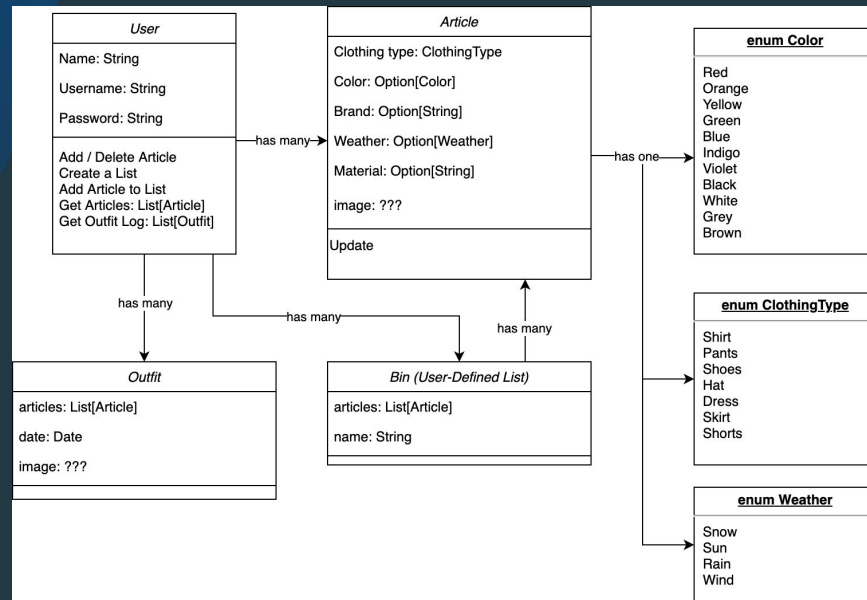 User
Name: String
Username: String
Password: String
Add / Delete Article
Create a List
Add Article to List
Get Articles: List[Article]
Get Outfit Log: List[Outfit]
has many
Article
Clothing type: ClothingType
Color: Option[Color]
Brand: Option[String]
Weather: Option[Weather]
Material: Option[String]
image: ???
Update
has one
enum Color
Red
Orange
Yellow
Green
Blue
Indigo
Violet
Black
White
Grey
Brown
has many
has many
has many
Outfit
articles: List[Article]
date: Date
image: ???
Bin (User-Defined List)
articles: List[Article]
name: String
enum ClothingType
Shirt
Pants
Shoes
Hat
Dress
Skirt
Shorts
enum Weather
Snow
Sun
Rain
Wind